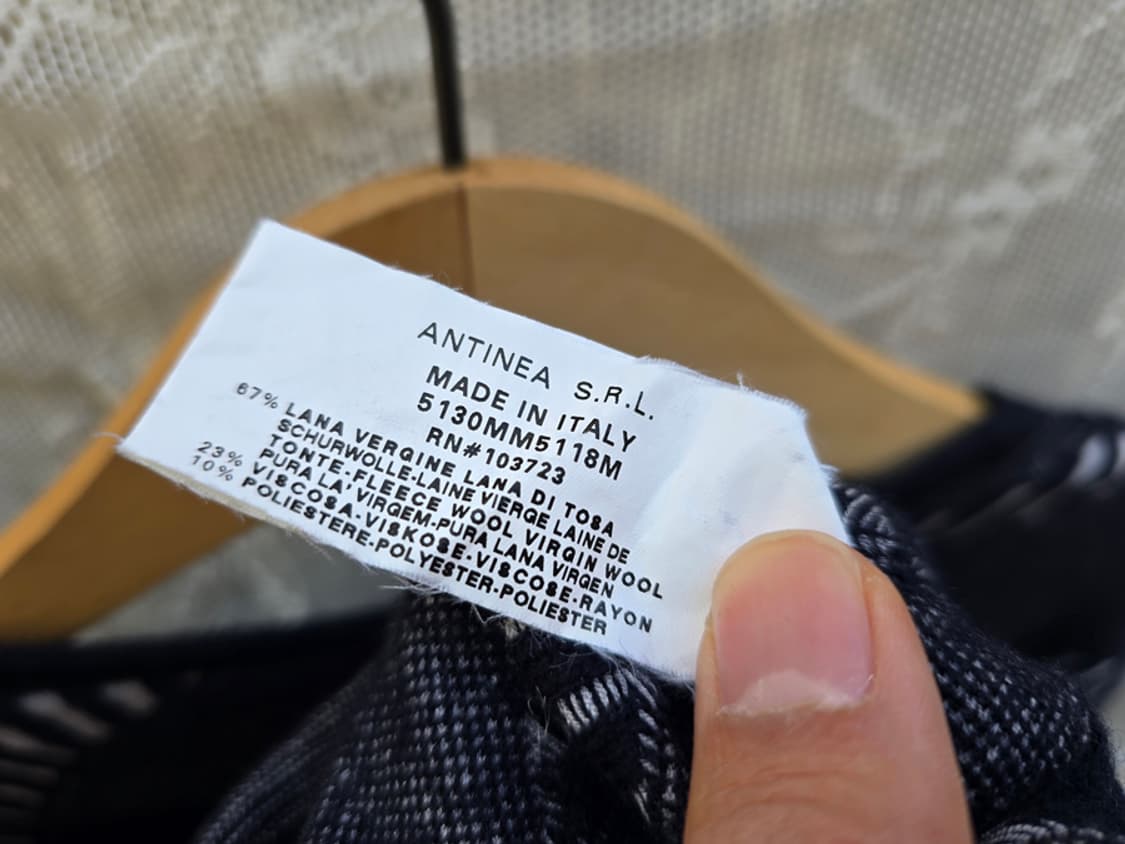 ANTINEA S.R.L.
MADE IN ITALY
5130MM5118M
RN#103723
67% LANA VERGINE LANA DI TOSA
SCHURWOLLE-LAINE VIERGE LAINE DE
TONTE-FLEECE WOOL VIRGIN WOOL
PURA LA'VIRGEM-PURA LANA VIRGEN
23% VISCOSA-VISKOSE-VISCOSE-RAYON
10% POLIESTERE-POLYESTER-POLIESTER